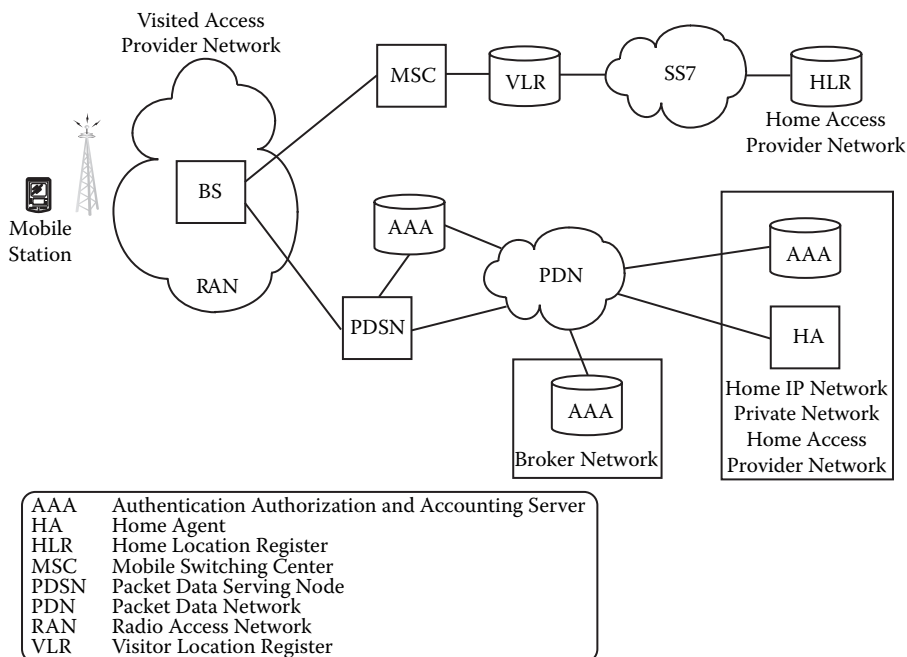 Visited Access
Provider Network
MSC
VLR
SS7
HLR
Home Access
Provider Network
BS
Mobile
Station
RAN
AAA
PDSN
PDN
AAA
HA
Home IP Network
Private Network
Home Access
Provider Network
AAA
Broker Network
AAA Authentication Authorization and Accounting Server
HA Home Agent
HLR Home Location Register
MSC Mobile Switching Center
PDSN Packet Data Serving Node
PDN Packet Data Network
RAN Radio Access Network
VLR Visitor Location Register